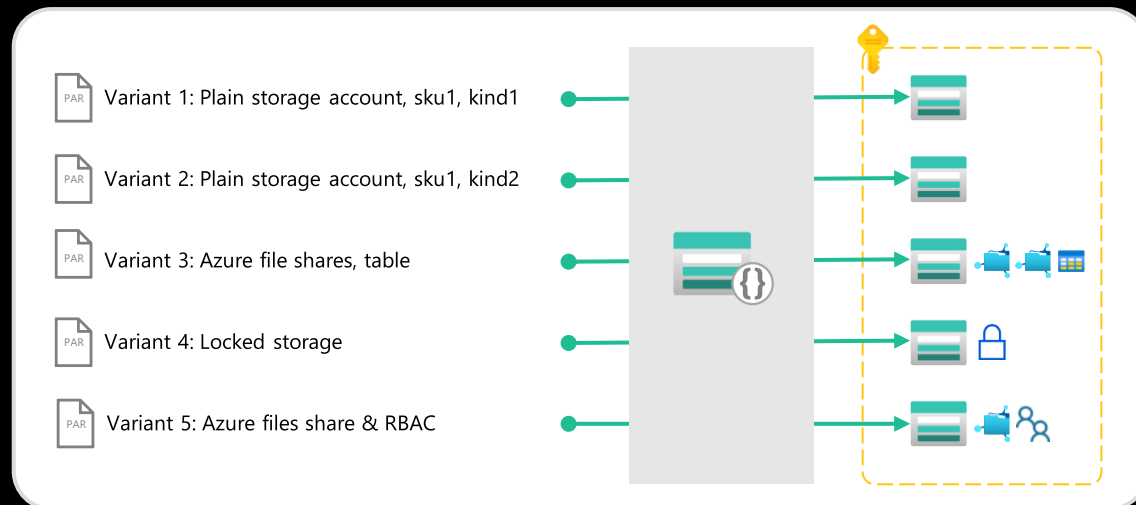 PAR Variant 1: Plain storage account, sku1, kind1
PAR Variant 2: Plain storage account, sku1, kind2
PAR Variant 3: Azure file shares, table
{}
PAR Variant 4: Locked storage
PAR Variant 5: Azure files share & RBAC